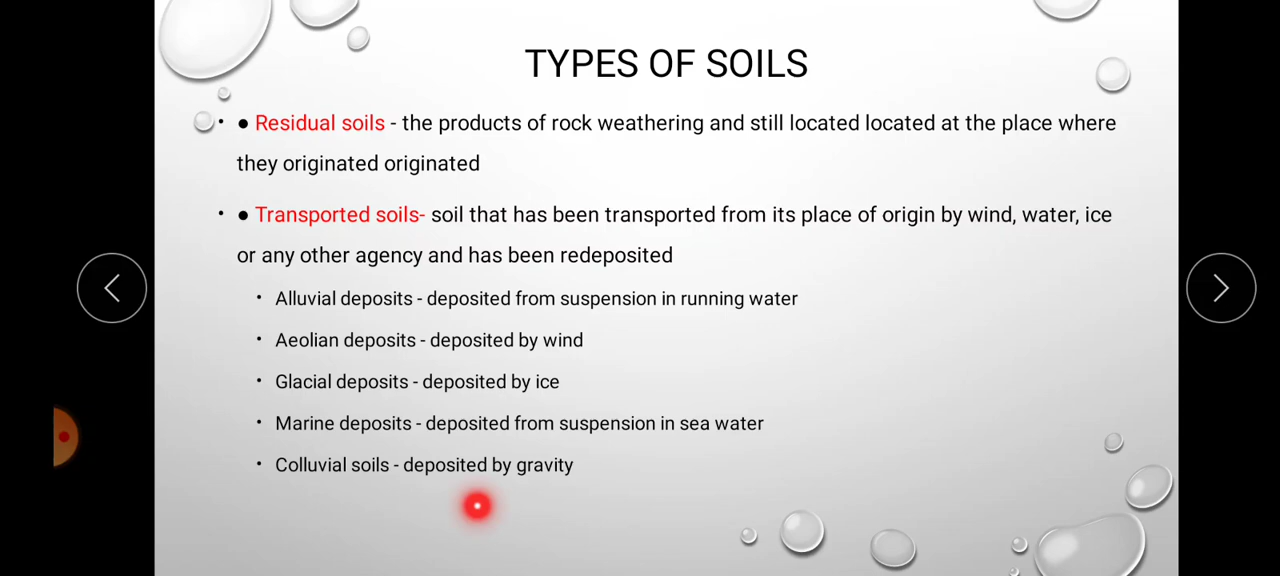 TYPES OF SOILS
• ● Residual soils - the products of rock weathering and still located located at the place where
they originated originated
• ● Transported soils- soil that has been transported from its place of origin by wind, water, ice
or any other agency and has been redeposited
• Alluvial deposits - deposited from suspension in running water
• Aeolian deposits - deposited by wind
• Glacial deposits - deposited by ice
• Marine deposits - deposited from suspension in sea water
• Colluvial soils - deposited by gravity